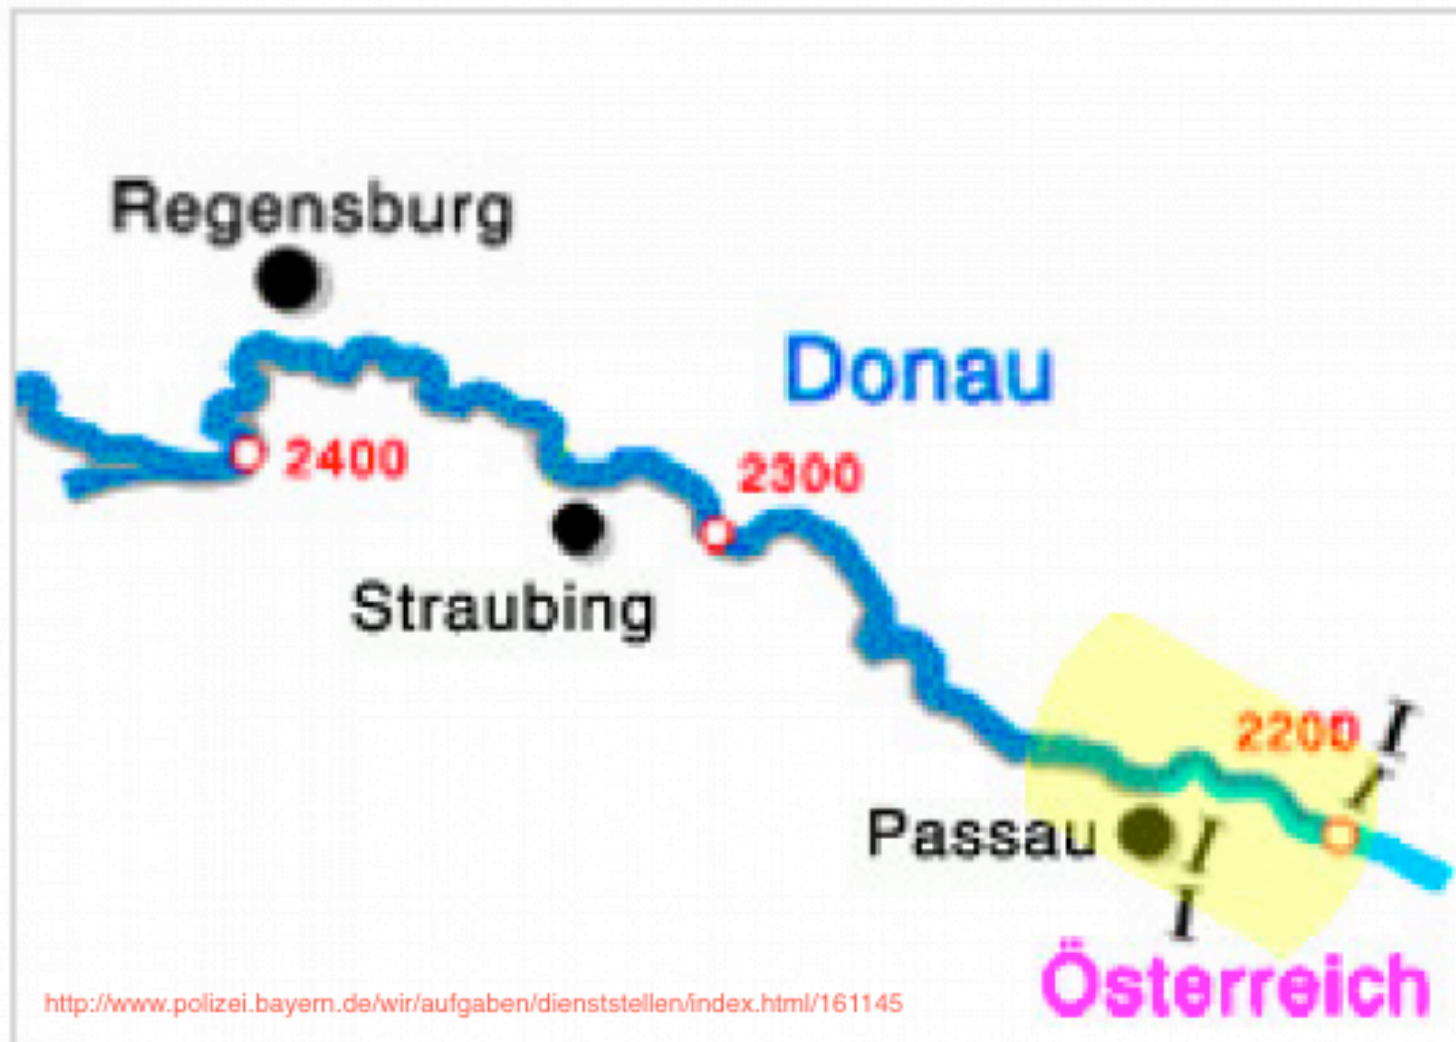 Regensburg
Donau
2400
2300
Straubing
2200
Passau
Österreich
http://www.polizei.bayern.de/wir/aufgaben/dienststellen/index.html/161145